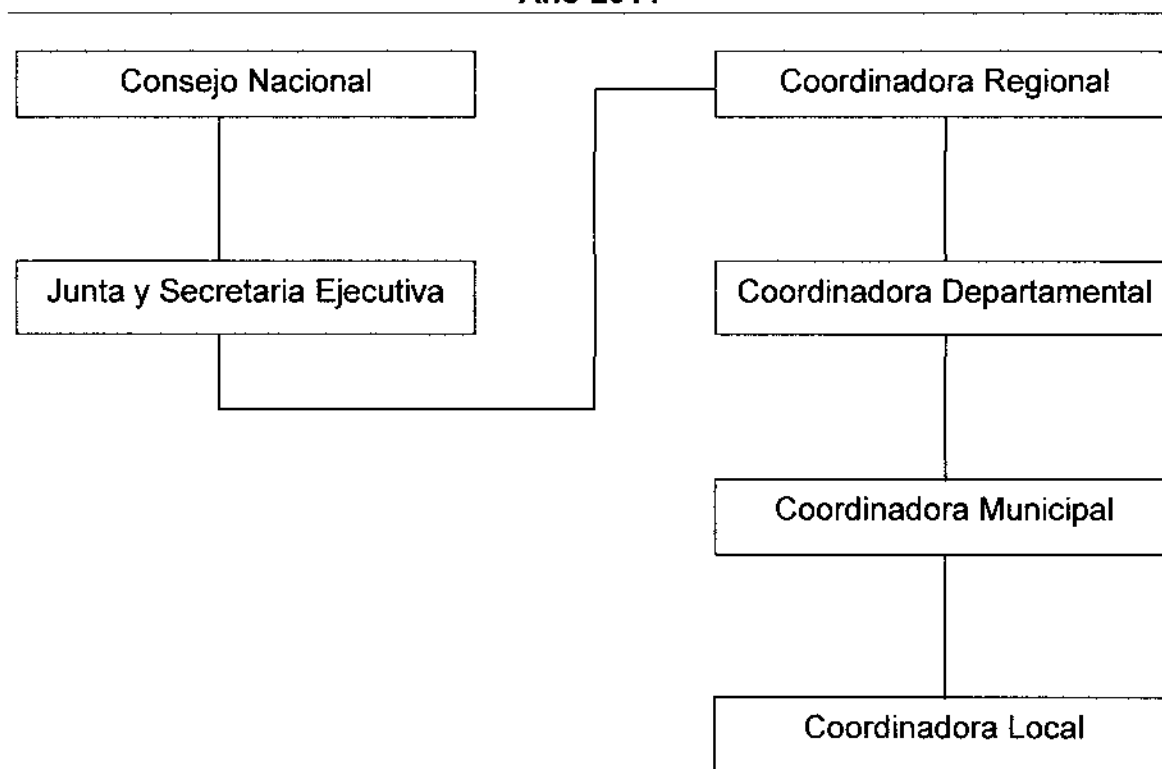 Consejo Nacional
Junta y Secretaria Ejecutiva
Coordinadora Regional
Coordinadora Departamental
Coordinadora Municipal
Coordinadora Local